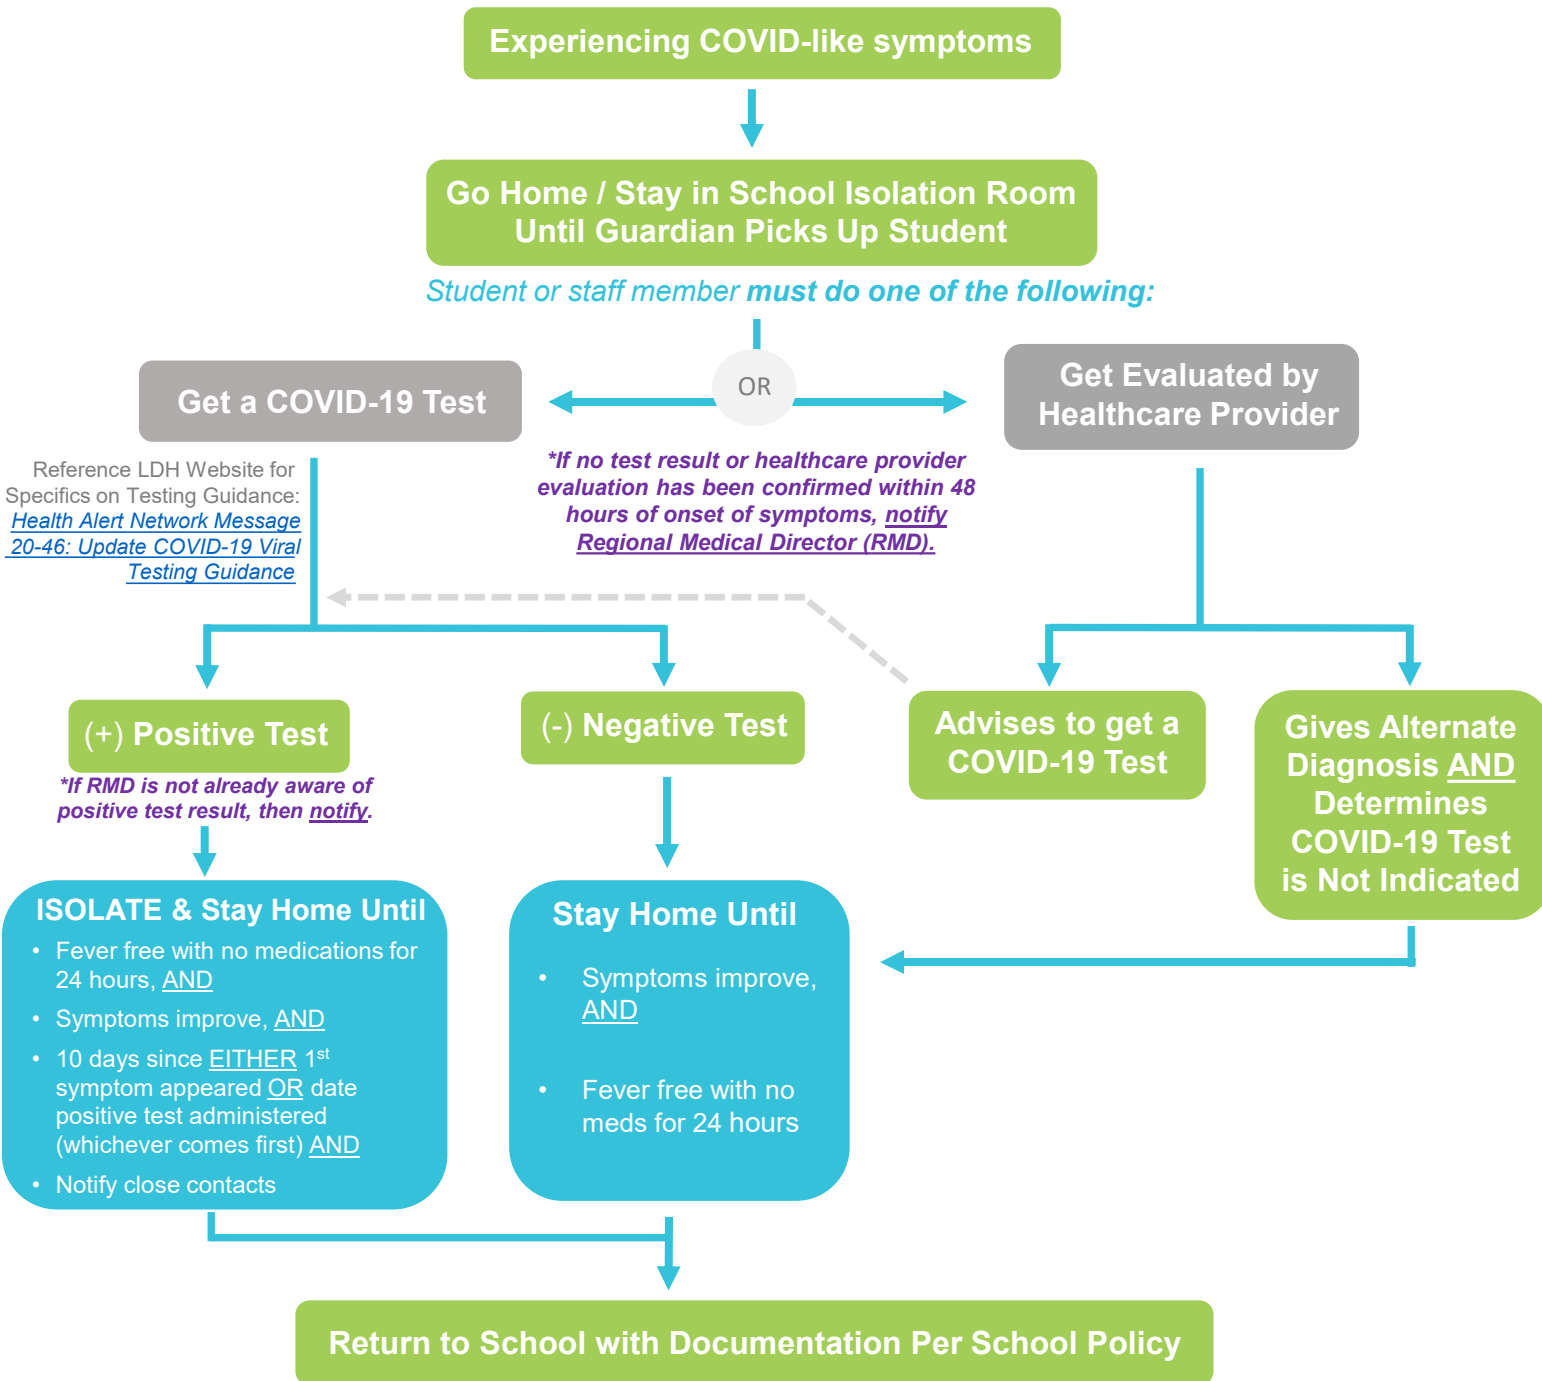 Experiencing COVID-like symptoms
Go Home / Stay in School Isolation Room
Until Guardian Picks Up Student
Student or staff member must do one of the following:
OR
Get a COVID-19 Test
Get Evaluated by
Healthcare Provider
Reference LDH Website for
Specifics on Testing Guidance:
Health Alert Network Message
20-46: Update COVID-19 Viral
Testing Guidance
*If no test result or healthcare provider
evaluation has been confirmed within 48
hours of onset of symptoms, notify
Regional Medical Director (RMD).
(+) Positive Test
*If RMD is not already aware of
positive test result, then notify.
(-) Negative Test
Advises to get a
COVID-19 Test
Gives Alternate
Diagnosis AND
Determines
COVID-19 Test
is Not Indicated
ISOLATE & Stay Home Until
• Fever free with no medications for
24 hours, AND
• Symptoms improve, AND
• 10 days since EITHER 1st
symptom appeared OR date
positive test administered
(whichever comes first) AND
• Notify close contacts
Stay Home Until
• Symptoms improve,
AND
• Fever free with no
meds for 24 hours
Return to School with Documentation Per School Policy